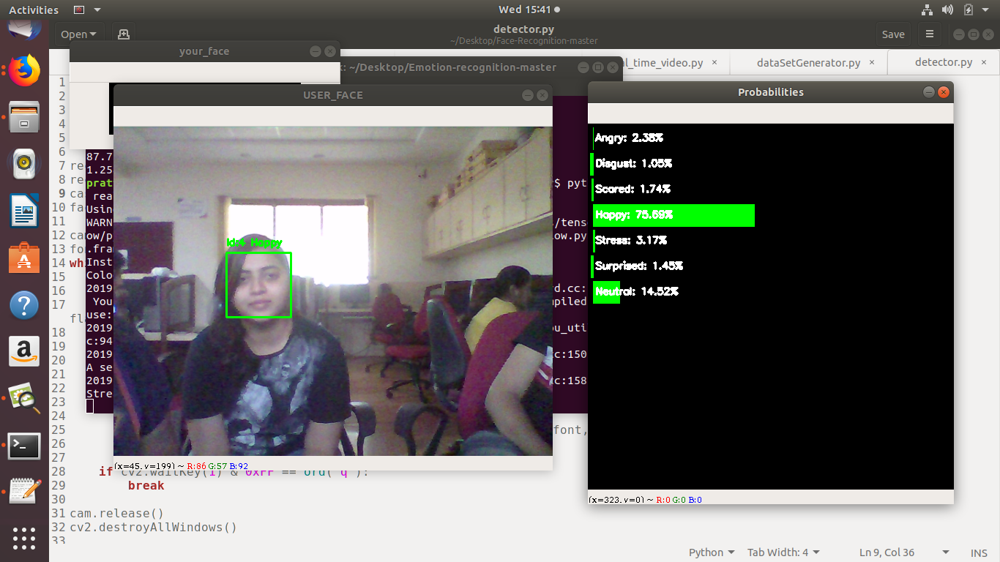 Activities
Wed 15:41
Open
detector.py
~/Desktop/Face-Recognition-master
Save
your_face
: ~/Desktop/Emotion-recognition-master
l_time_video.py ×
dataSetGenerator.py ×
detector.py ×
USER_FACE
Probabilities
1
2
3
4
5
6
7 re
8 re
9 ca
10 fa
11
12 ca
13 fo
14 wh
15
16
17
fl
18
19
20
21
22
23
24
25 font,
26
27
28 if cv2.waitKey(1) & 0xFF == ord('q'):
29 break
30
31 cam.release()
32 cv2.destroyAllWindows()
33
87.7
1.25
prat $ pyt
rea
Usin
WARN /tens
ow/p ow.py
.fra
Inst
Colo
2019 rd.cc:
You mpiled
use:
2019 ou_uti
c:94
2019 cc:150
A se
2019 cc:158
Stre
Id:4 Happy
(x=45, y=199) ~ R:86 G:57 B:92
Angry: 2.38%
Disgust: 1.05%
Scared: 1.74%
Happy: 75.69%
Stress: 3.17%
Surprised: 1.45%
Neutral: 14.52%
(x=323, y=0) ~ R:0 G:0 B:0
Python
Tab Width: 4
Ln 9, Col 36
INS